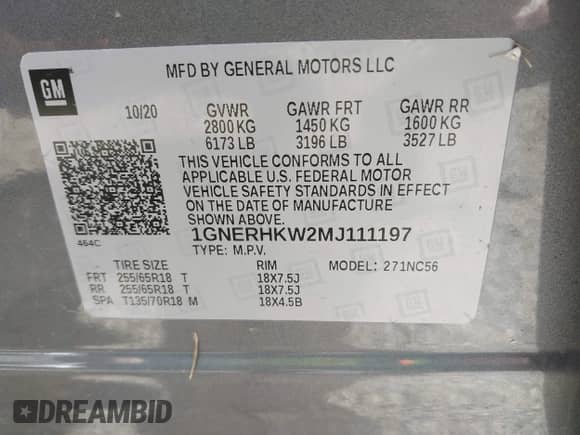 GM
MFD BY GENERAL MOTORS LLC
10/20 GVWR GAWR FRT GAWR RR
2800 KG 1450 KG 1600 KG
6173 LB 3196 LB 3527 LB
THIS VEHICLE CONFORMS TO ALL
APPLICABLE U.S. FEDERAL MOTOR
VEHICLE SAFETY STANDARDS IN EFFECT
ON THE DATE OF MANUFACTURE
SHOWN ABOVE.
464C
1GNERHKW2MJ111197
TYPE: M.P.V. MODEL: 271NC56
TIRE SIZE RIM
FRT 255/65R18 T 18X7.5J
RR 255/65R18 T 18X7.5J
SPA T135/70R18 M 18X4.5B
DREAMBID